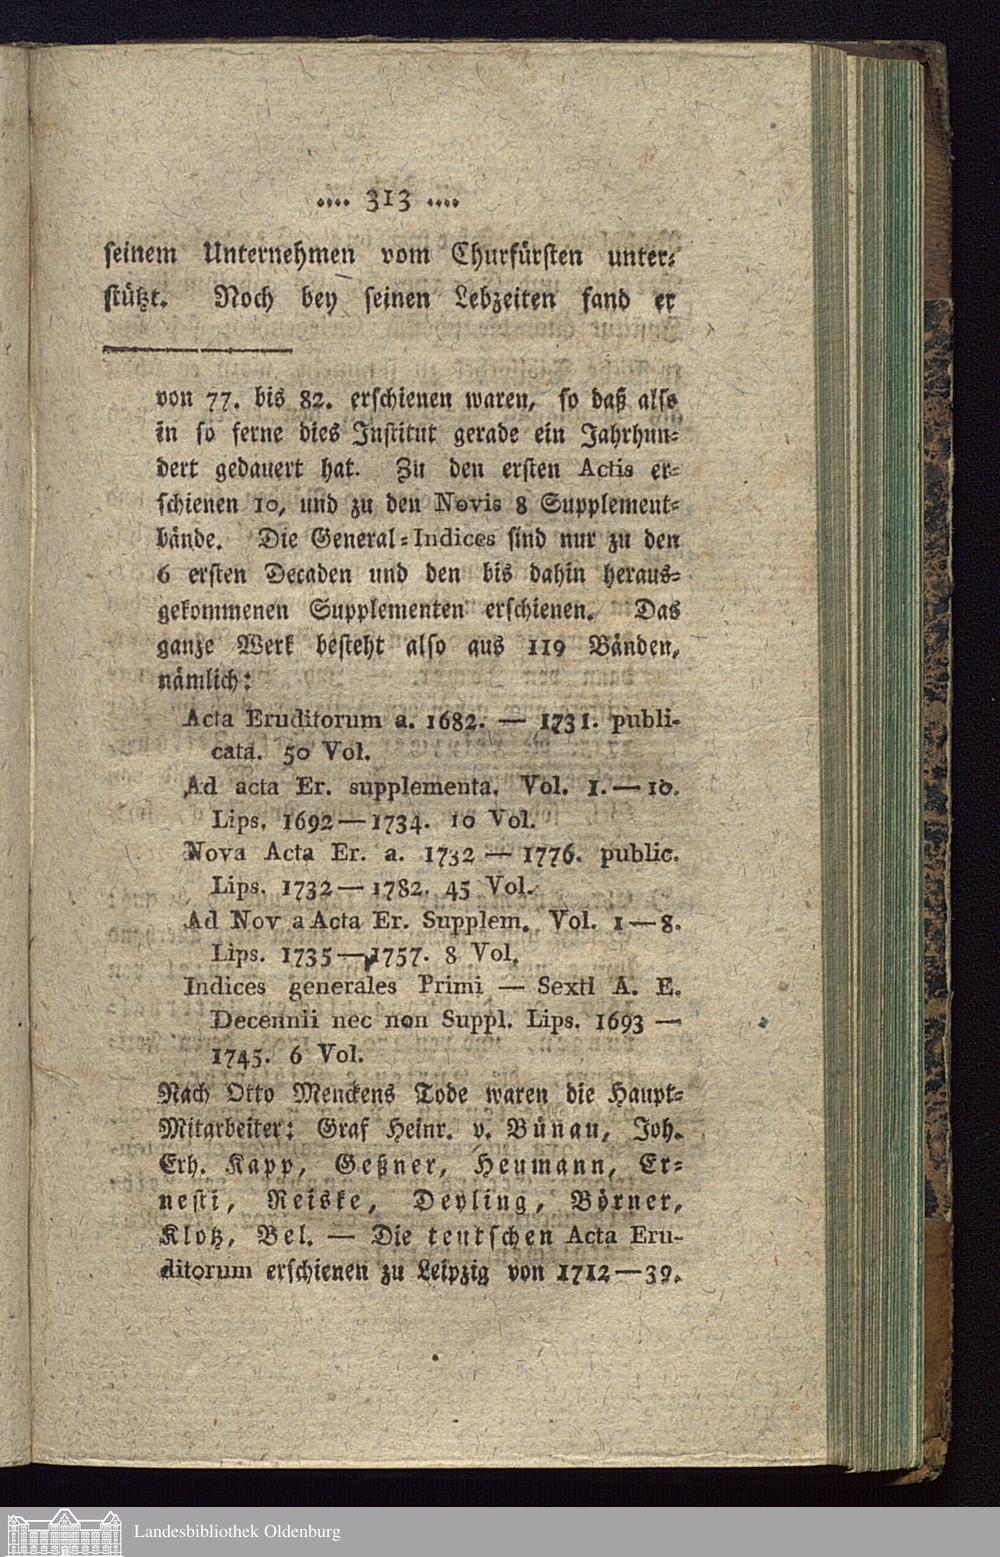 .... 313 ....
seinem Unternehmen vom Churfürsten unter-
stützt. Noch bey seinen Lebzeiten fand er
von 77. bis 82. erschienen waren, so daß also
in so ferne dies Institut gerade ein Jahrhun-
dert gedauert hat. Zu den ersten Actis er-
schienen 10, und zu den Novis 8 Supplement-
bände. Die General-Indices sind nur zu den
6 ersten Decaden und den bis dahin heraus-
gekommenen Supplementen erschienen. Das
ganze Werk besteht also aus 119 Bänden,
nämlich:
Acta Eruditorum a. 1682. — 1731. publi-
cata. 50 Vol.
Ad acta Er. supplementa. Vol. 1. — 10.
Lips. 1692 — 1734. 10 Vol.
Nova Acta Er. a. 1732 — 1776. public.
Lips. 1732 — 1782. 45 Vol.
Ad Nov a Acta Er. Supplem. Vol. 1 — 8.
Lips. 1735 — 1757. 8 Vol.
Indices generales Primi — Sexti A. E.
Decennii nec non Suppl. Lips. 1693 —
1745. 6 Vol.
Nach Otto Menckens Tode waren die Haupt-
Mitarbeiter: Graf Heinr. v. Bünau, Joh.
Erh. Kapp, Geßner, Heumann, Er-
nesti, Reiske, Deyling, Börner,
Klotz, Bel. — Die teutschen Acta Eru-
ditorum erschienen zu Leipzig von 1712 — 39.
Landesbibliothek Oldenburg